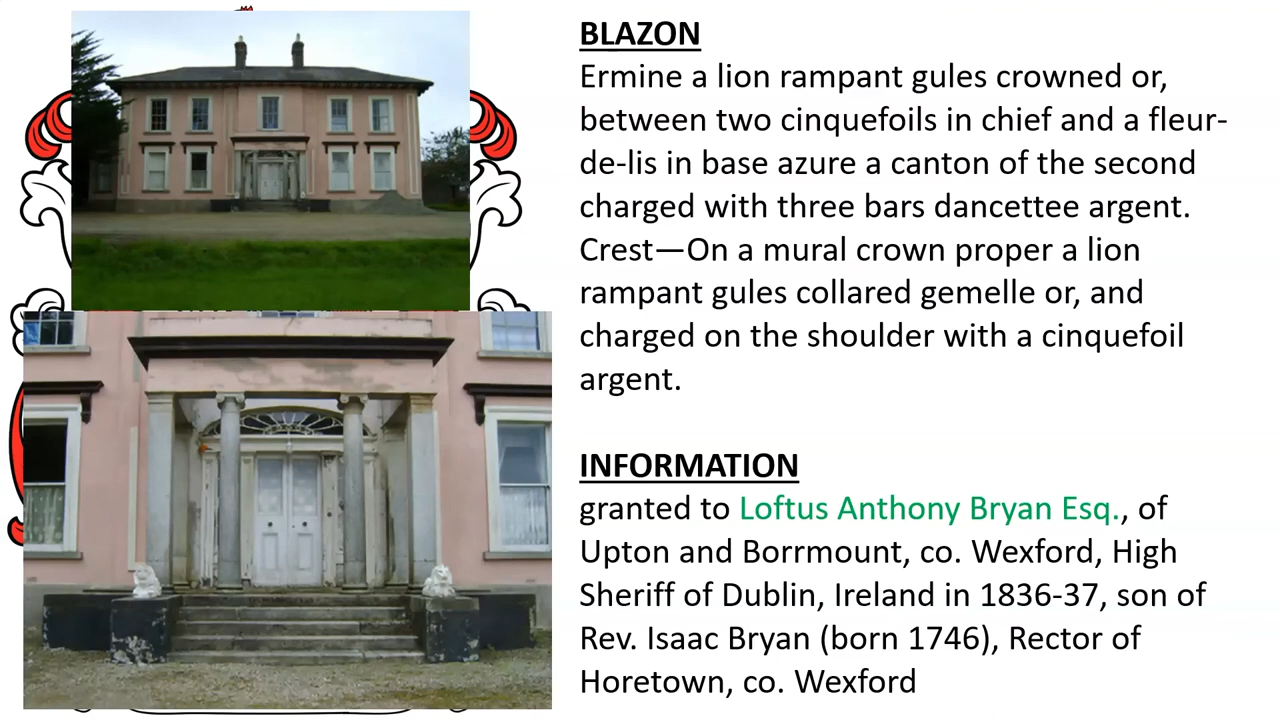 BLAZON
Ermine a lion rampant gules crowned or,
between two cinquefoils in chief and a fleur-
de-lis in base azure a canton of the second
charged with three bars dancettee argent.
Crest—On a mural crown proper a lion
rampant gules collared gemelle or, and
charged on the shoulder with a cinquefoil
argent.
INFORMATION
granted to Loftus Anthony Bryan Esq., of
Upton and Borrmount, co. Wexford, High
Sheriff of Dublin, Ireland in 1836-37, son of
Rev. Isaac Bryan (born 1746), Rector of
Horetown, co. Wexford